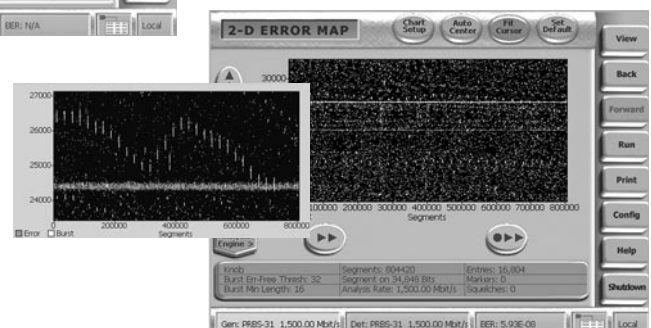 BER: N/A
Local
2-D ERROR MAP
Chart Setup
Auto Center
Fit Cursor
Set Default
View
Back
Forward
Run
Print
Config
Help
Shutdown
30000
100000 200000 300000 400000 500000 600000 700000 800000
Segments
27000
26000
25000
24000
0 200000 400000 600000 800000
Segments
Error Burst
Engine >
Knob
Burst Err-Free Thresh: 32
Burst Min Length: 16
Segments: 804420
Segment on 34,848 Bits
Analysis Rate: 1,500.00 Mbit/s
Entries: 16,804
Markers: 0
Squelches: 0
Gen: PRBS-31 1,500.00 Mbit/s
Det: PRBS-31 1,500.00 Mbit/s
BER: 5.93E-08
Local